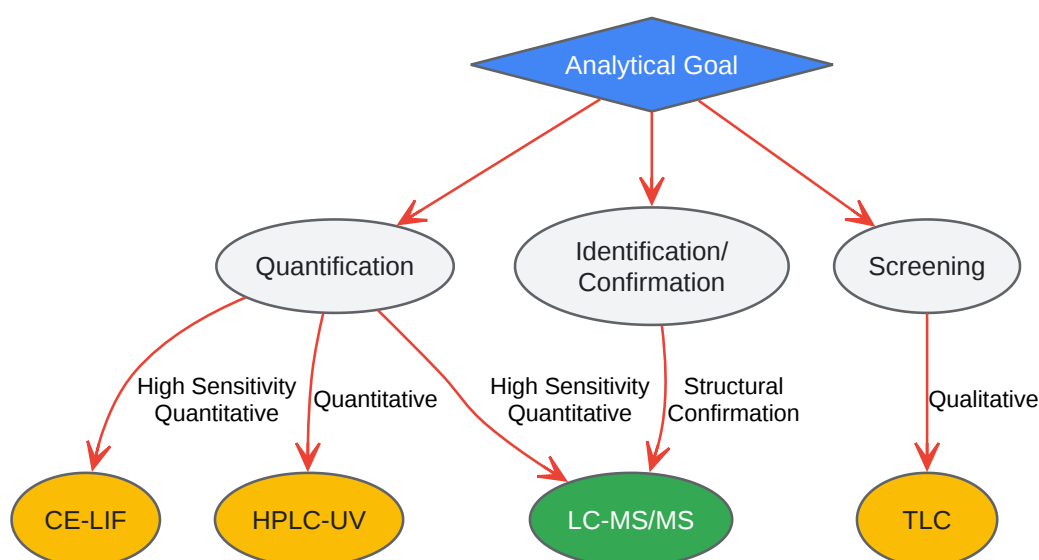 Analytical Goal
Quantification
Identification/
Confirmation
Screening
High Sensitivity
Quantitative
Quantitative
High Sensitivity
Quantitative
Structural
Confirmation
Qualitative
CE-LIF
HPLC-UV
LC-MS/MS
TLC